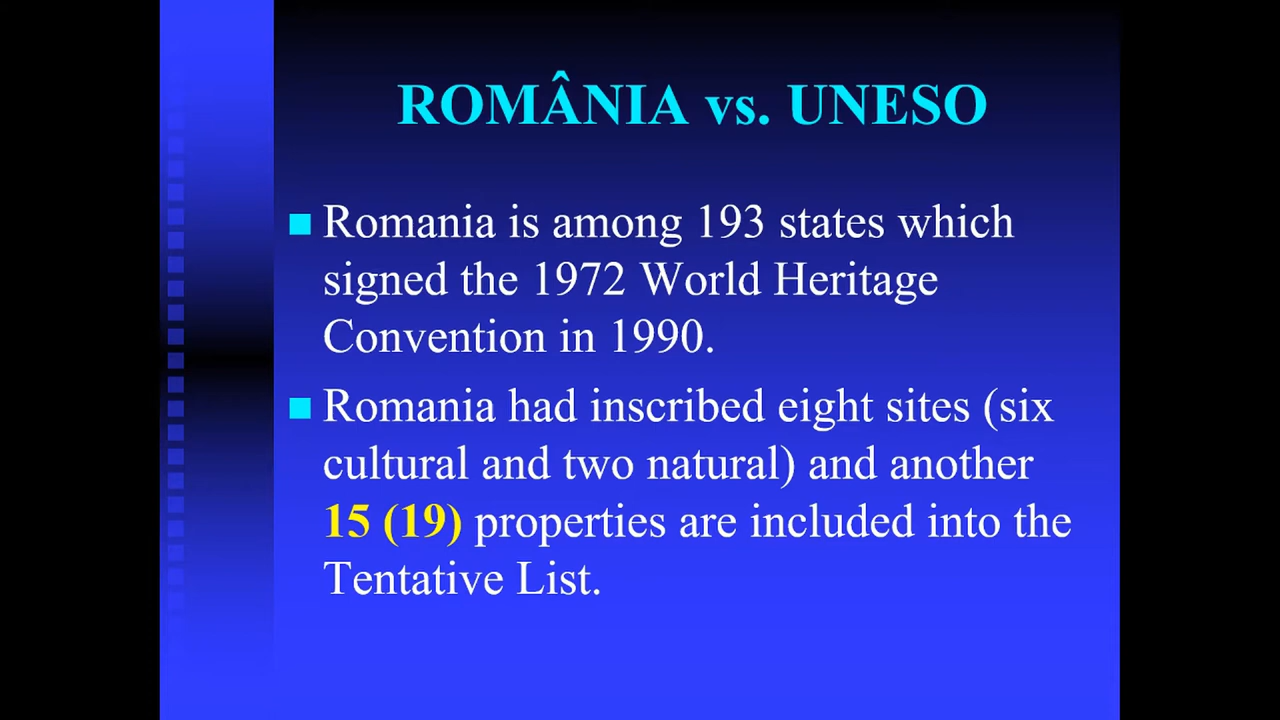 ROMÂNIA vs. UNESO
Romania is among 193 states which
signed the 1972 World Heritage
Convention in 1990.
Romania had inscribed eight sites (six
cultural and two natural) and another
15 (19) properties are included into the
Tentative List.